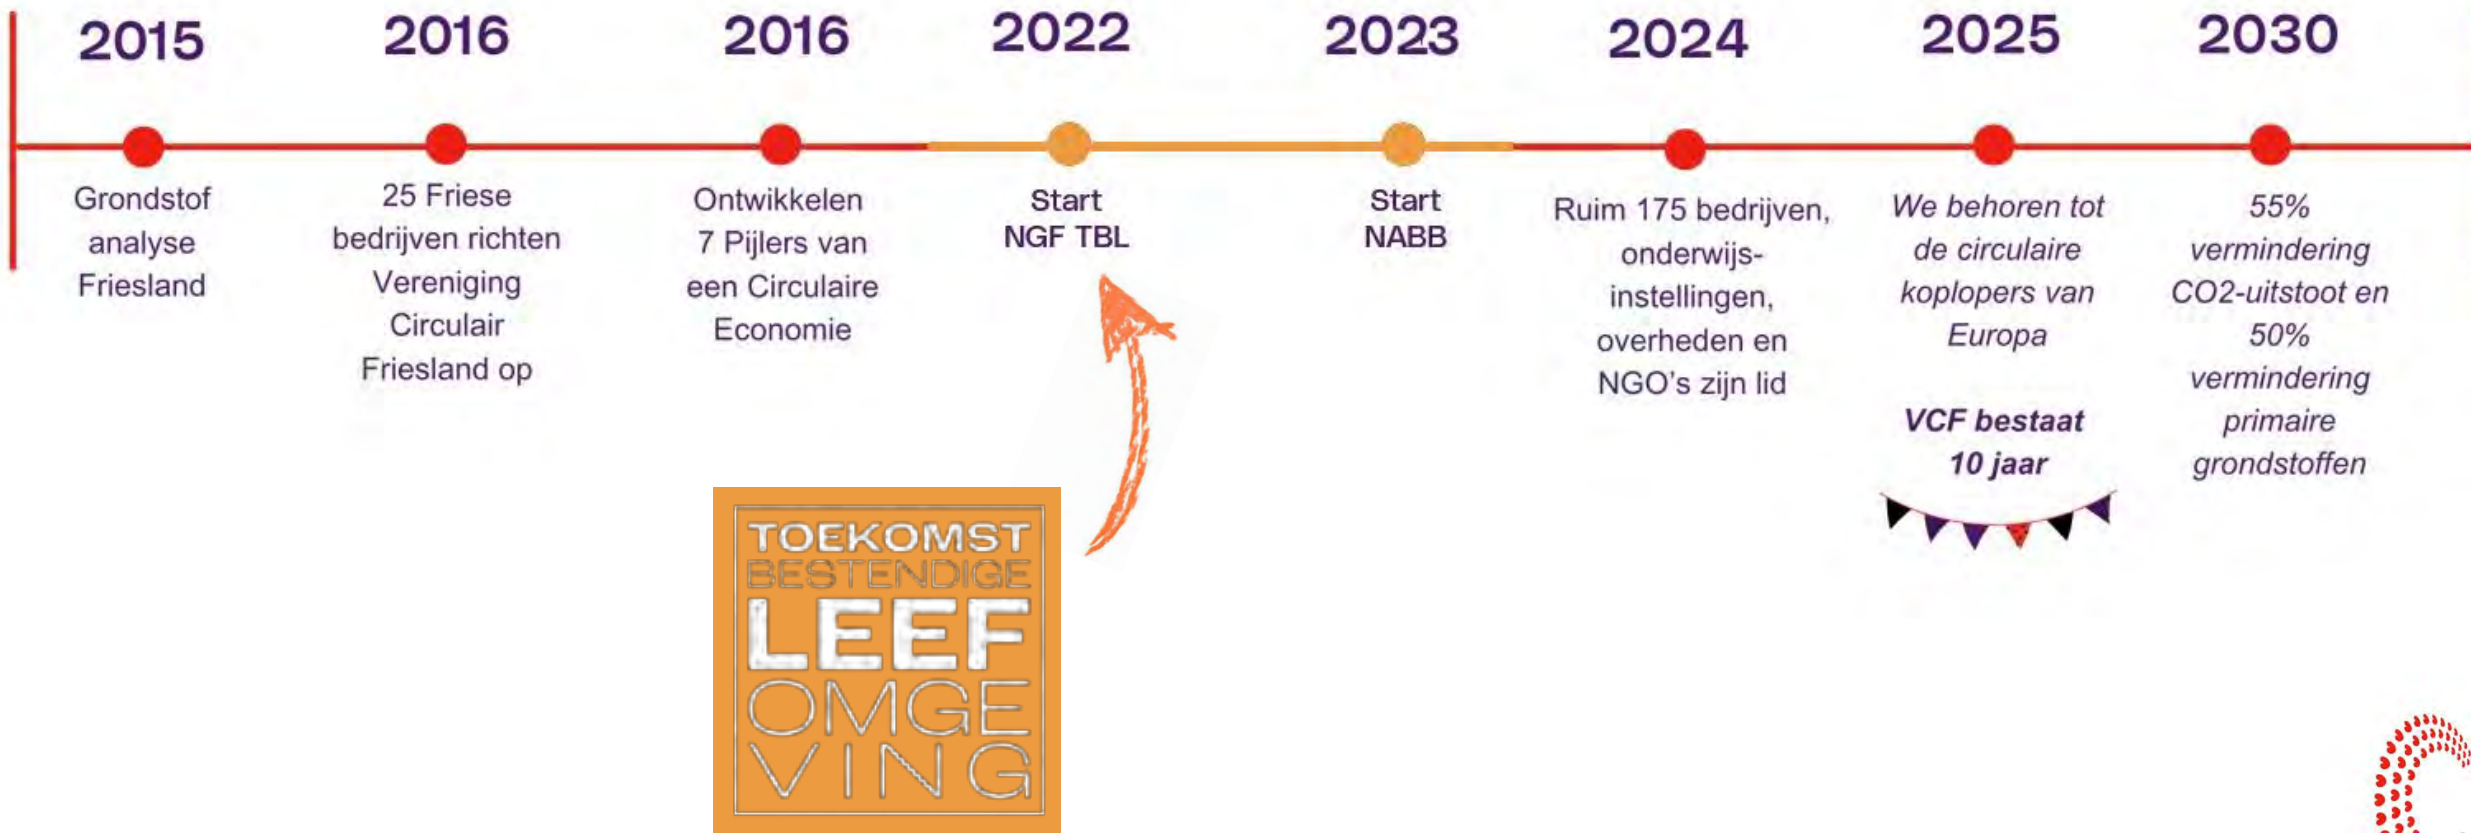 2015
Grondstof
analyse
Friesland
2016
25 Friese
bedrijven richten
Vereniging
Circulair
Friesland op
2016
Ontwikkelen
7 Pijlers van
een Circulaire
Economie
2022
Start
NGF TBL
2023
Start
NABB
2024
Ruim 175 bedrijven,
onderwijs-
instellingen,
overheden en
NGO's zijn lid
2025
We behoren tot
de circulaire
koplopers van
Europa
VCF bestaat
10 jaar
2030
55%
vermindering
CO2-uitstoot en
50%
vermindering
primaire
grondstoffen
TOEKOMST
BESTENDIGE
LEEF
OMGE
VING